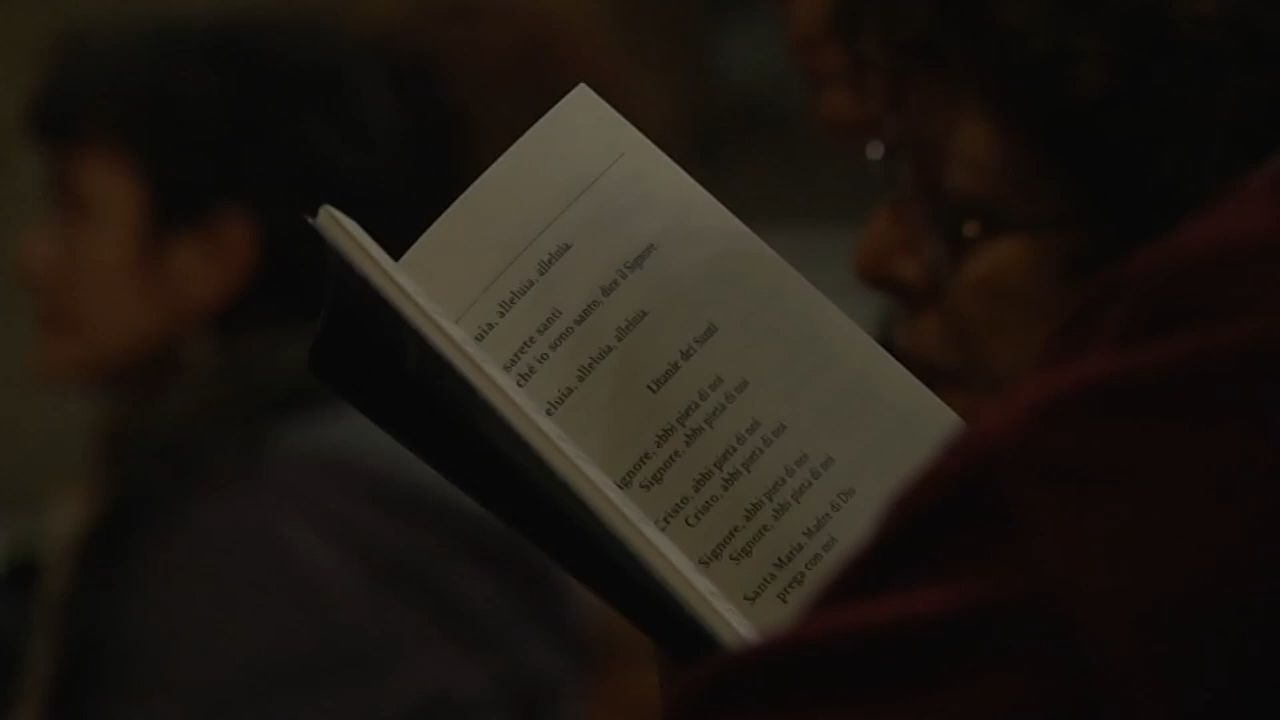 uia, alleluia, alleluia.
sarete santi
ché io sono santo, dice il Signore
eluia, alleluia, alleluia.
Litanie dei Santi
ignore, abbi pietà di noi
Signore, abbi pietà di noi
Cristo, abbi pietà di noi
Cristo, abbi pietà di noi
Signore, abbi pietà di noi
Signore, abbi pietà di noi
Santa Maria, Madre di Dio
prega con noi